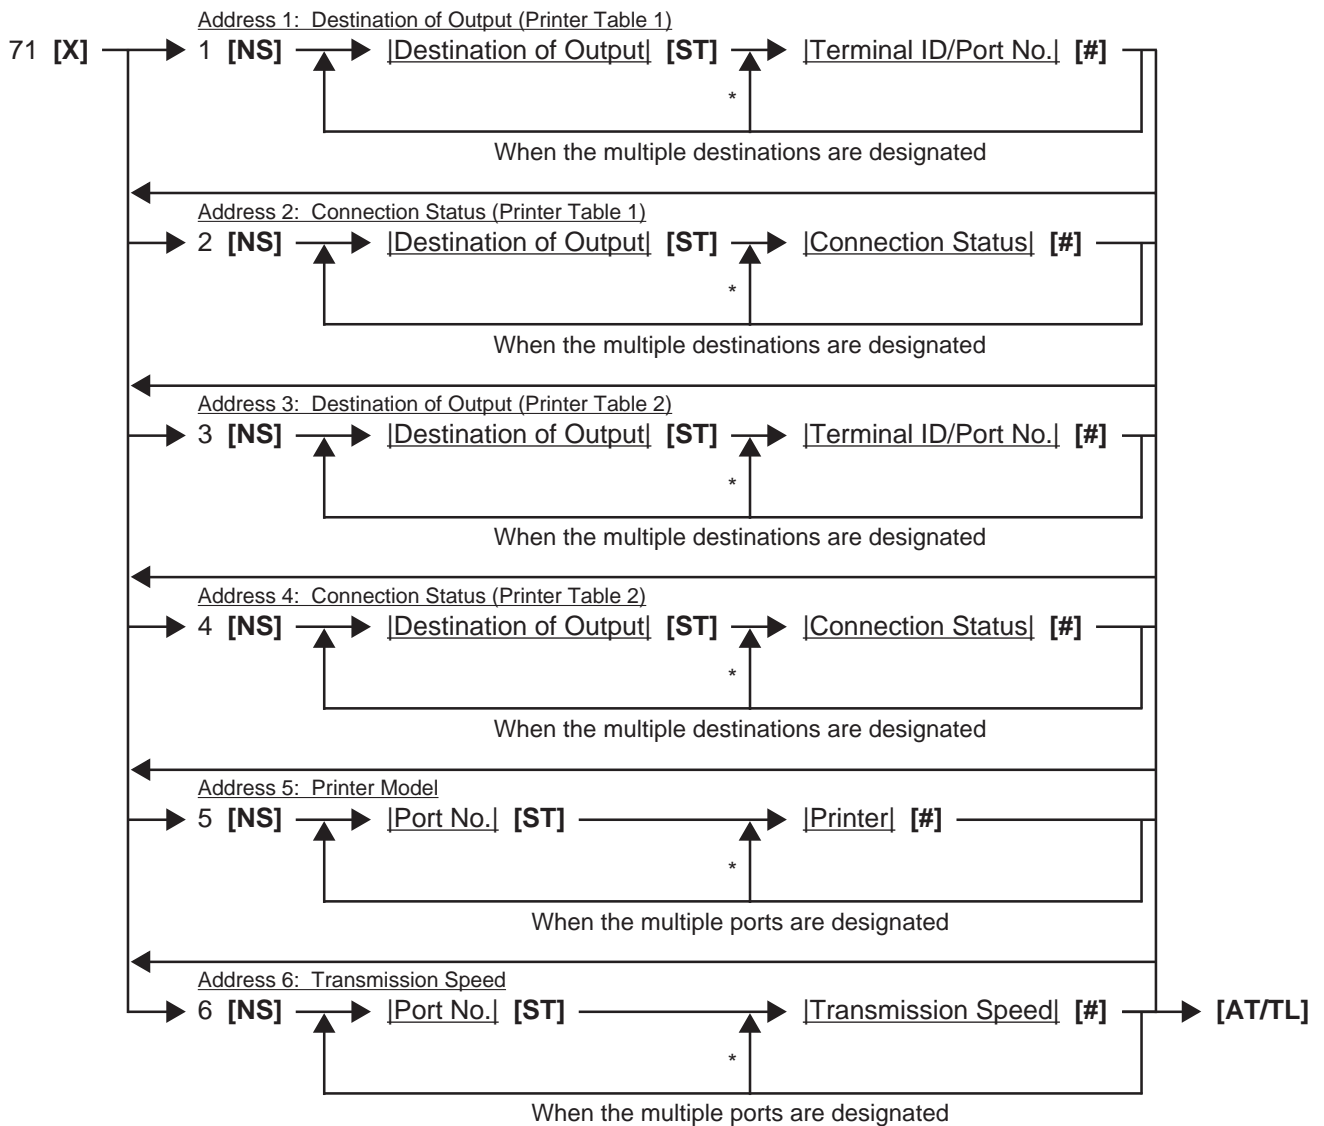 Address 1: Destination of Output (Printer Table 1)
71 [X] 1 [NS] |Destination of Output| [ST] |Terminal ID/Port No.| [#]
*
When the multiple destinations are designated
Address 2: Connection Status (Printer Table 1)
2 [NS] |Destination of Output| [ST] |Connection Status| [#]
*
When the multiple destinations are designated
Address 3: Destination of Output (Printer Table 2)
3 [NS] |Destination of Output| [ST] |Terminal ID/Port No.| [#]
*
When the multiple destinations are designated
Address 4: Connection Status (Printer Table 2)
4 [NS] |Destination of Output| [ST] |Connection Status| [#]
*
When the multiple destinations are designated
Address 5: Printer Model
5 [NS] |Port No.| [ST] |Printer| [#]
*
When the multiple ports are designated
Address 6: Transmission Speed
6 [NS] |Port No.| [ST] |Transmission Speed| [#] [AT/TL]
*
When the multiple ports are designated